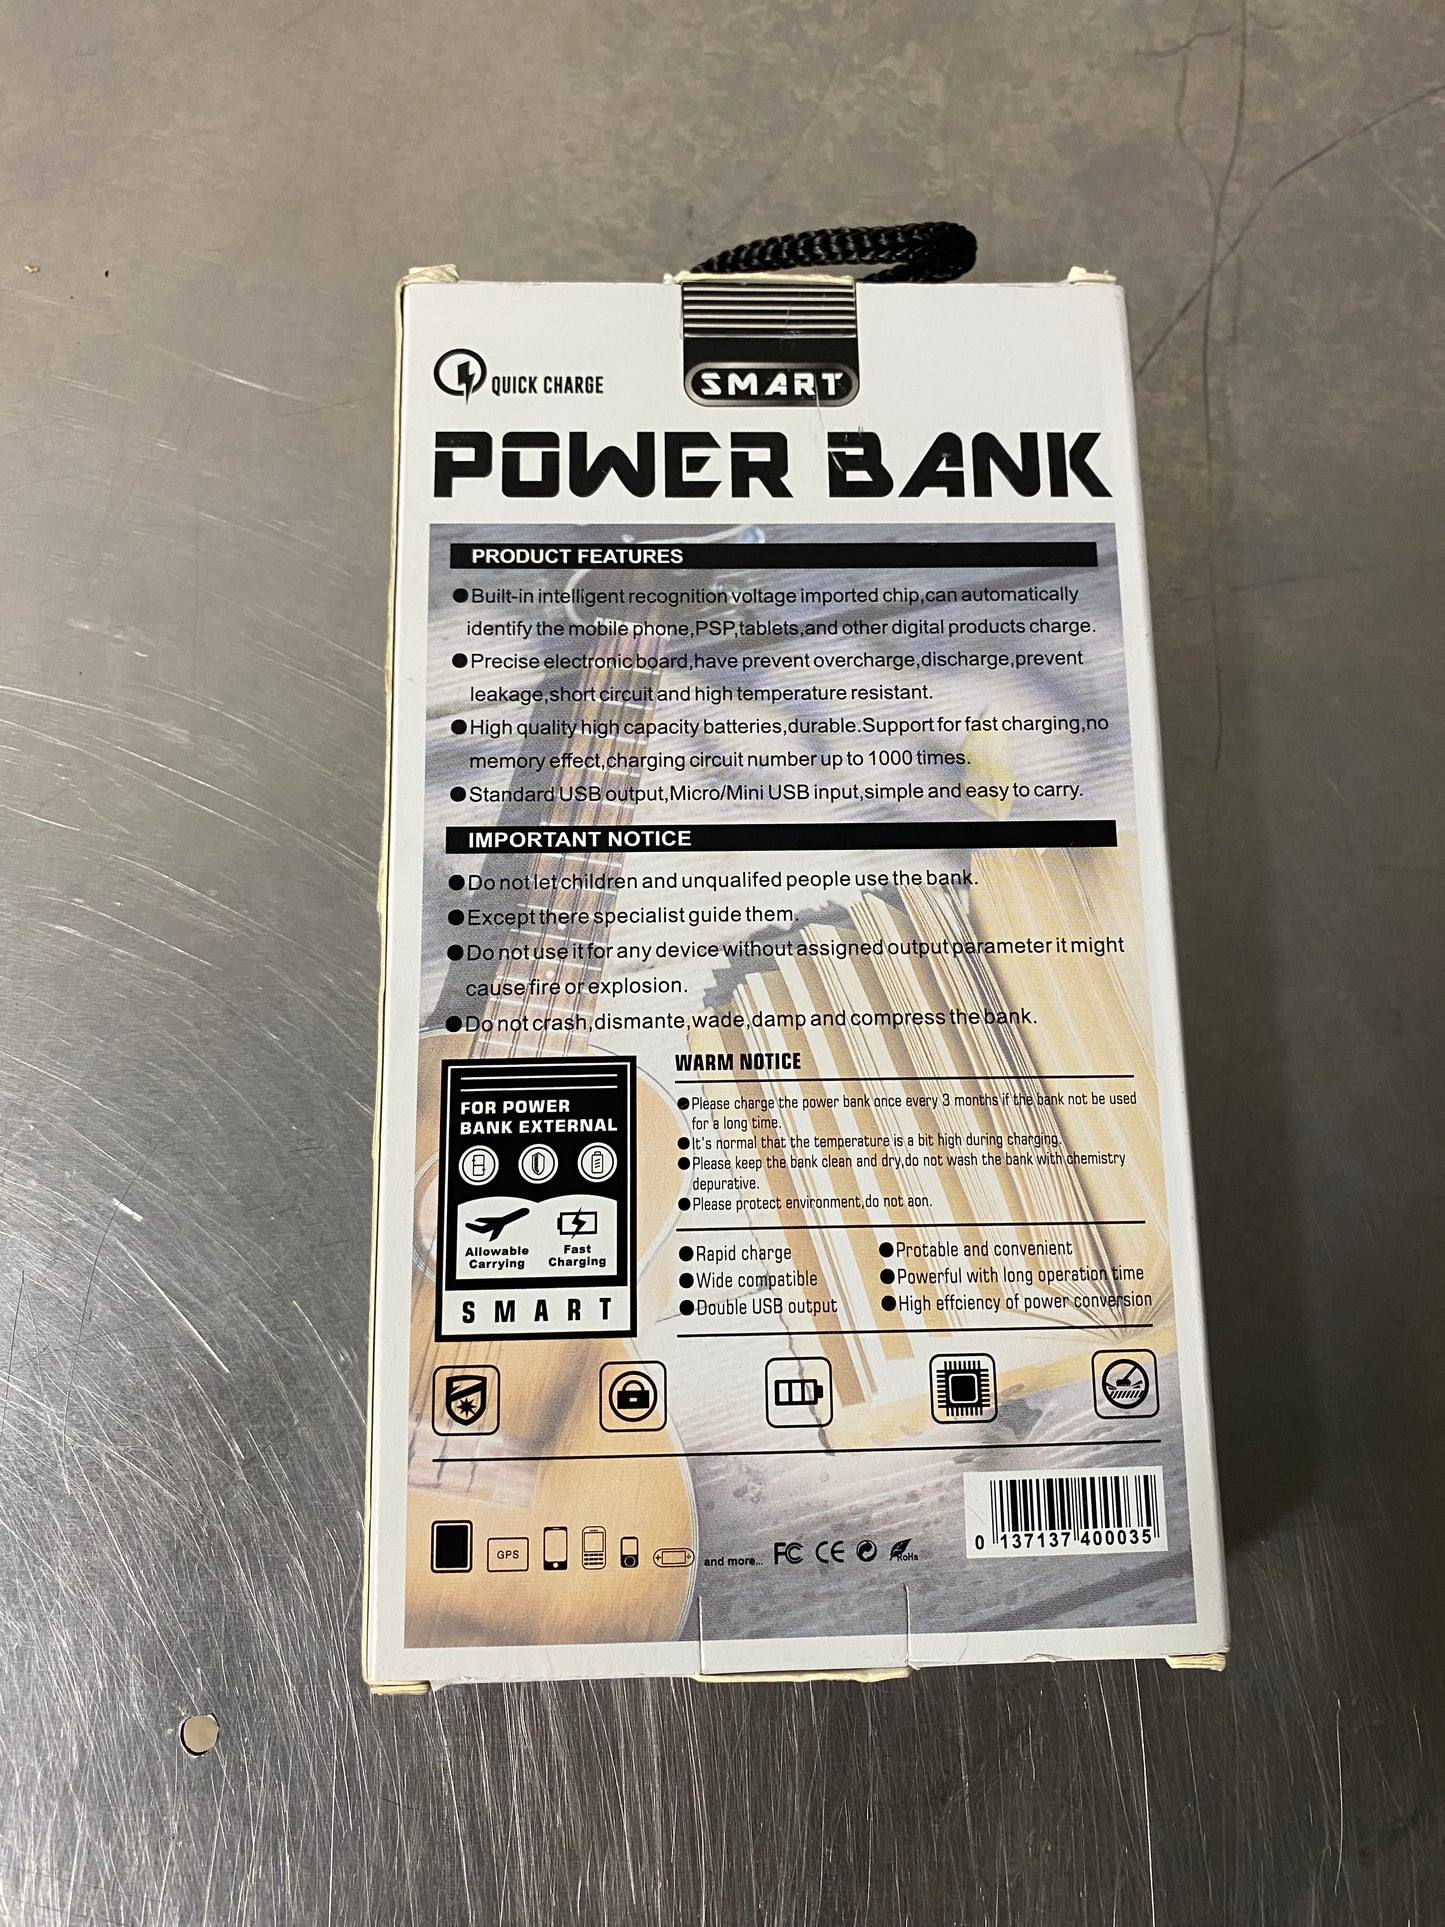 SMART
QUICK CHARGE
POWER BANK
PRODUCT FEATURES
●Built-in intelligent recognition voltage imported chip,can automatically
identify the mobile phone,PSP,tablets,and other digital products charge.
●Precise electronic board,have prevent overcharge,discharge,prevent
leakage,short circuit and high temperature resistant.
●High quality high capacity batteries,durable.Support for fast charging,no
memory effect,charging circuit number up to 1000 times.
●Standard USB output,Micro/Mini USB input,simple and easy to carry.
IMPORTANT NOTICE
●Do not let children and unqualifed people use the bank.
●Except there specialist guide them.
●Do not use it for any device without assigned output parameter it might
cause fire or explosion.
●Do not crash,dismante,wade,damp and compress the bank.
FOR POWER
BANK EXTERNAL
Allowable
Carrying
Fast
Charging
SMART
WARM NOTICE
●Please charge the power bank once every 3 months if the bank not be used
for a long time.
●It's normal that the temperature is a bit high during charging.
●Please keep the bank clean and dry,do not wash the bank with chemistry
depurative.
●Please protect environment,do not aon.
●Rapid charge
●Wide compatible
●Double USB output
●Protable and convenient
●Powerful with long operation time
●High effciency of power conversion
GPS
and more...
FC CE
RoHs
0 137137 400035